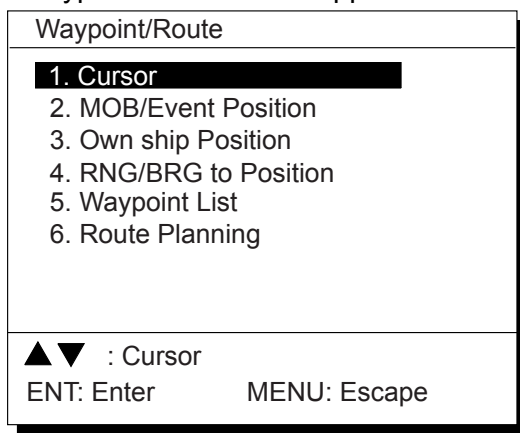 Waypoint/Route
1. Cursor
2. MOB/Event Position
3. Own ship Position
4. RNG/BRG to Position
5. Waypoint List
6. Route Planning
▲▼ : Cursor
ENT: Enter MENU: Escape